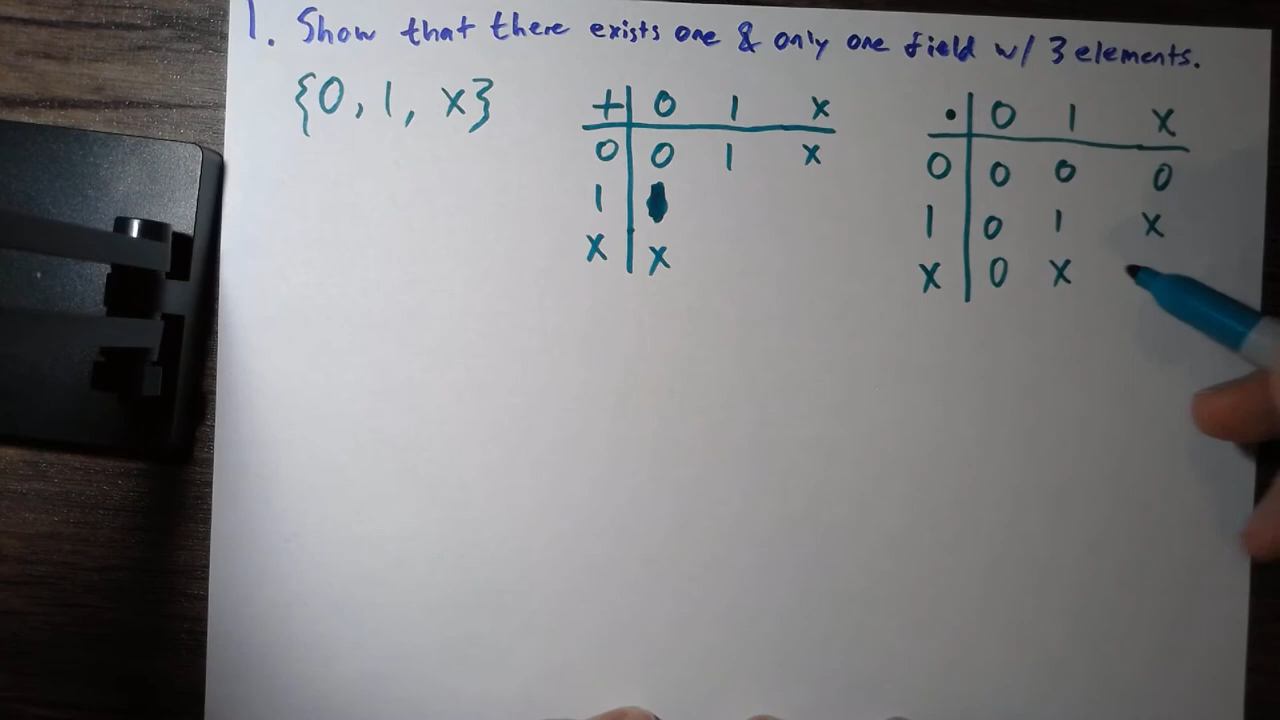 1. Show that there exists one & only one field w/ 3 elements.
{0, 1, x}
+ 0 1 x
0 0 1 x
1
x x
· 0 1 x
0 0 0 0
1 0 1 x
x 0 x